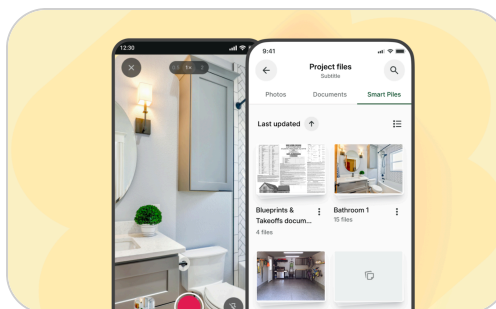 12:30
1x
9:41
Project files
Subtitle
Photos
Documents
Smart Piles
Last updated
Blueprints &
Takeoffs docum...
4 files
Bathroom 1
15 files